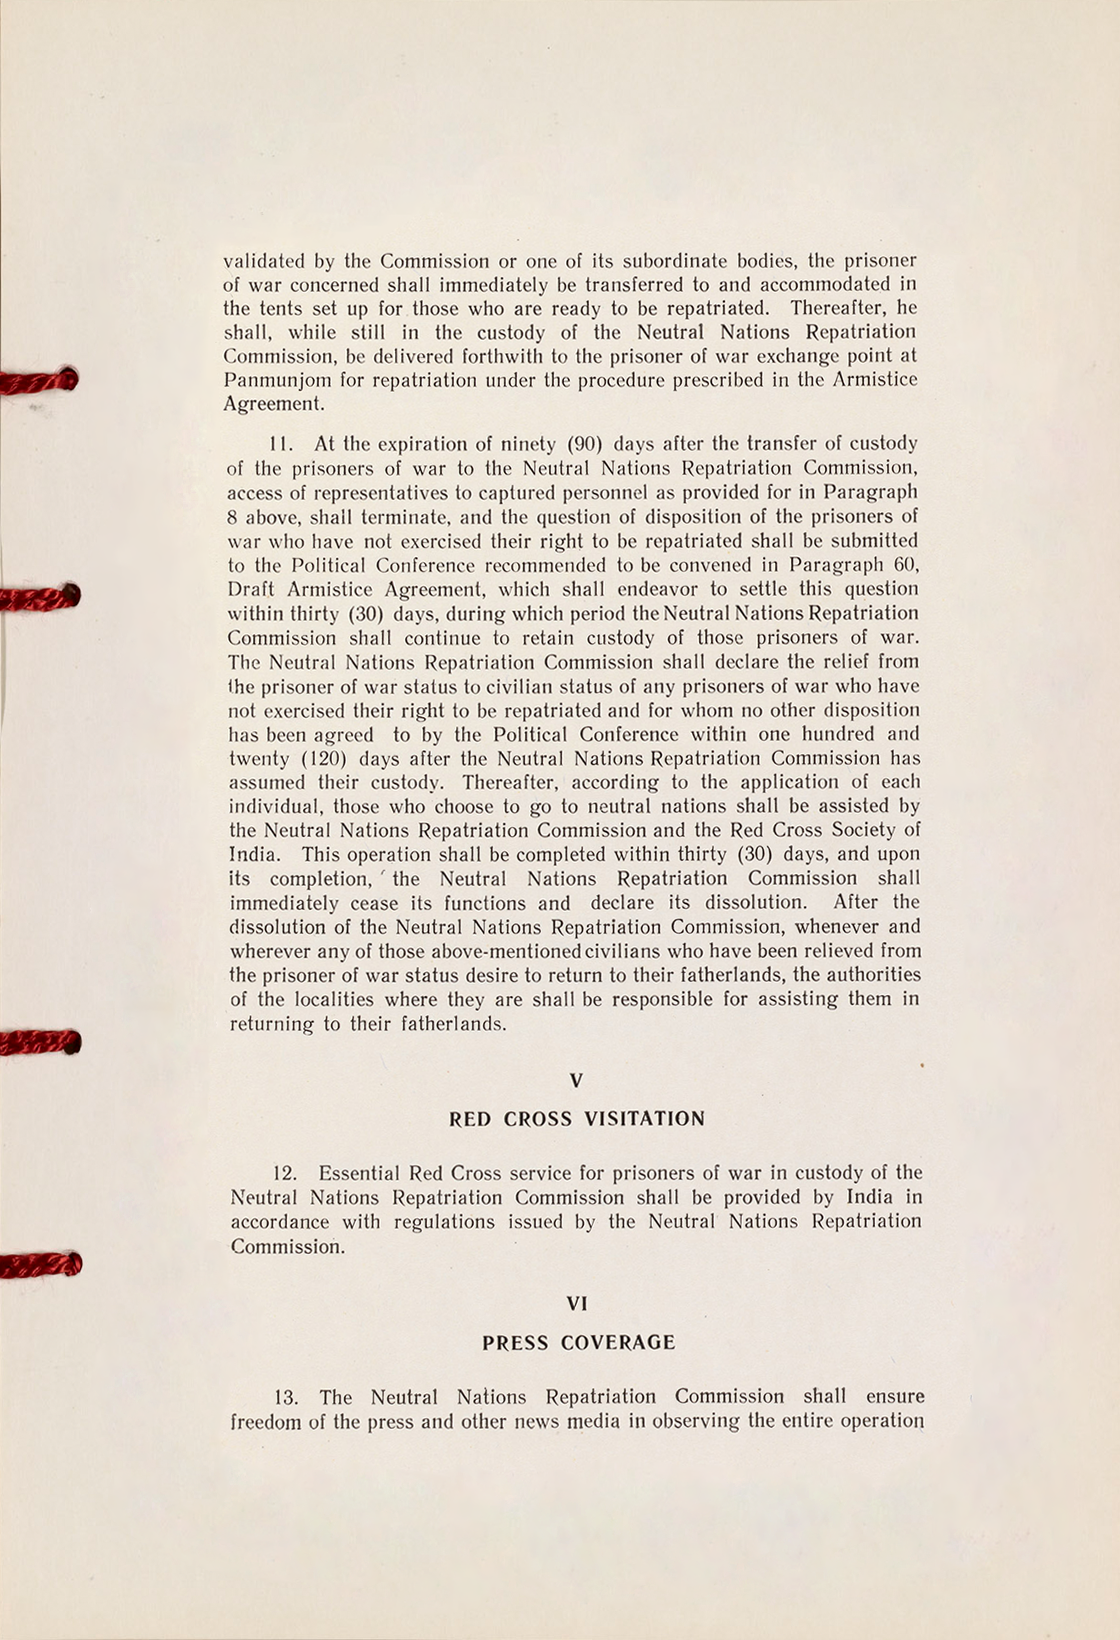 validated by the Commission or one of its subordinate bodies, the prisoner
of war concerned shall immediately be transferred to and accommodated in
the tents set up for those who are ready to be repatriated. Thereafter, he
shall, while still in the custody of the Neutral Nations Repatriation
Commission, be delivered forthwith to the prisoner of war exchange point at
Panmunjom for repatriation under the procedure prescribed in the Armistice
Agreement.
11. At the expiration of ninety (90) days after the transfer of custody
of the prisoners of war to the Neutral Nations Repatriation Commission,
access of representatives to captured personnel as provided for in Paragraph
8 above, shall terminate, and the question of disposition of the prisoners of
war who have not exercised their right to be repatriated shall be submitted
to the Political Conference recommended to be convened in Paragraph 60,
Draft Armistice Agreement, which shall endeavor to settle this question
within thirty (30) days, during which period the Neutral Nations Repatriation
Commission shall continue to retain custody of those prisoners of war.
The Neutral Nations Repatriation Commission shall declare the relief from
the prisoner of war status to civilian status of any prisoners of war who have
not exercised their right to be repatriated and for whom no other disposition
has been agreed to by the Political Conference within one hundred and
twenty (120) days after the Neutral Nations Repatriation Commission has
assumed their custody. Thereafter, according to the application of each
individual, those who choose to go to neutral nations shall be assisted by
the Neutral Nations Repatriation Commission and the Red Cross Society of
India. This operation shall be completed within thirty (30) days, and upon
its completion, the Neutral Nations Repatriation Commission shall
immediately cease its functions and declare its dissolution. After the
dissolution of the Neutral Nations Repatriation Commission, whenever and
wherever any of those above-mentioned civilians who have been relieved from
the prisoner of war status desire to return to their fatherlands, the authorities
of the localities where they are shall be responsible for assisting them in
returning to their fatherlands.
V
RED CROSS VISITATION
12. Essential Red Cross service for prisoners of war in custody of the
Neutral Nations Repatriation Commission shall be provided by India in
accordance with regulations issued by the Neutral Nations Repatriation
Commission.
VI
PRESS COVERAGE
13. The Neutral Nations Repatriation Commission shall ensure
freedom of the press and other news media in observing the entire operation